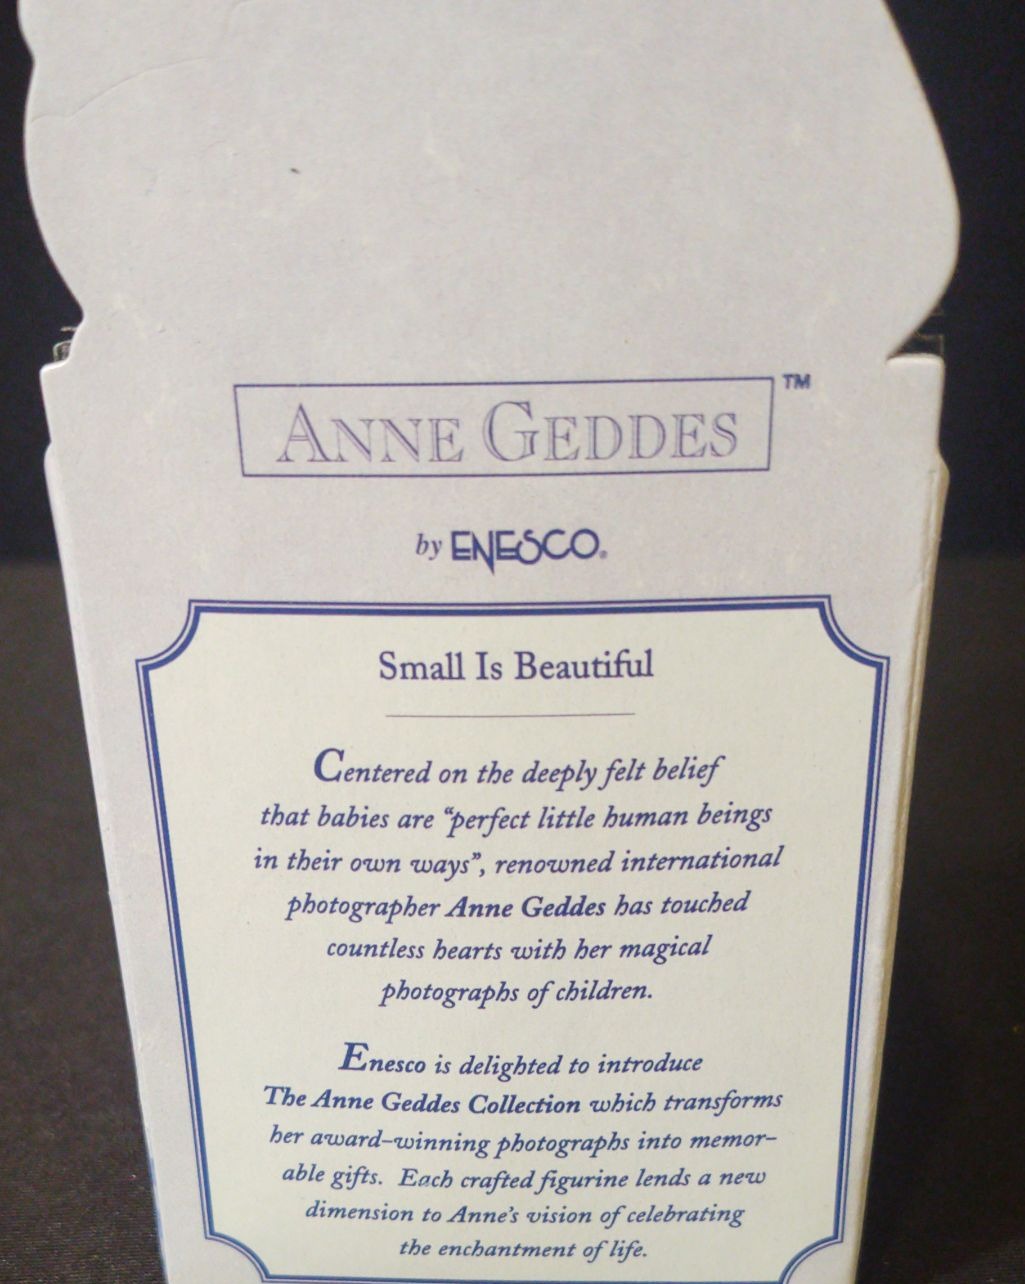 ANNE GEDDES™
by ENESCO®
Small Is Beautiful
Centered on the deeply felt belief
that babies are “perfect little human beings
in their own ways”, renowned international
photographer Anne Geddes has touched
countless hearts with her magical
photographs of children.
Enesco is delighted to introduce
The Anne Geddes Collection which transforms
her award–winning photographs into memor–
able gifts. Each crafted figurine lends a new
dimension to Anne’s vision of celebrating
the enchantment of life.